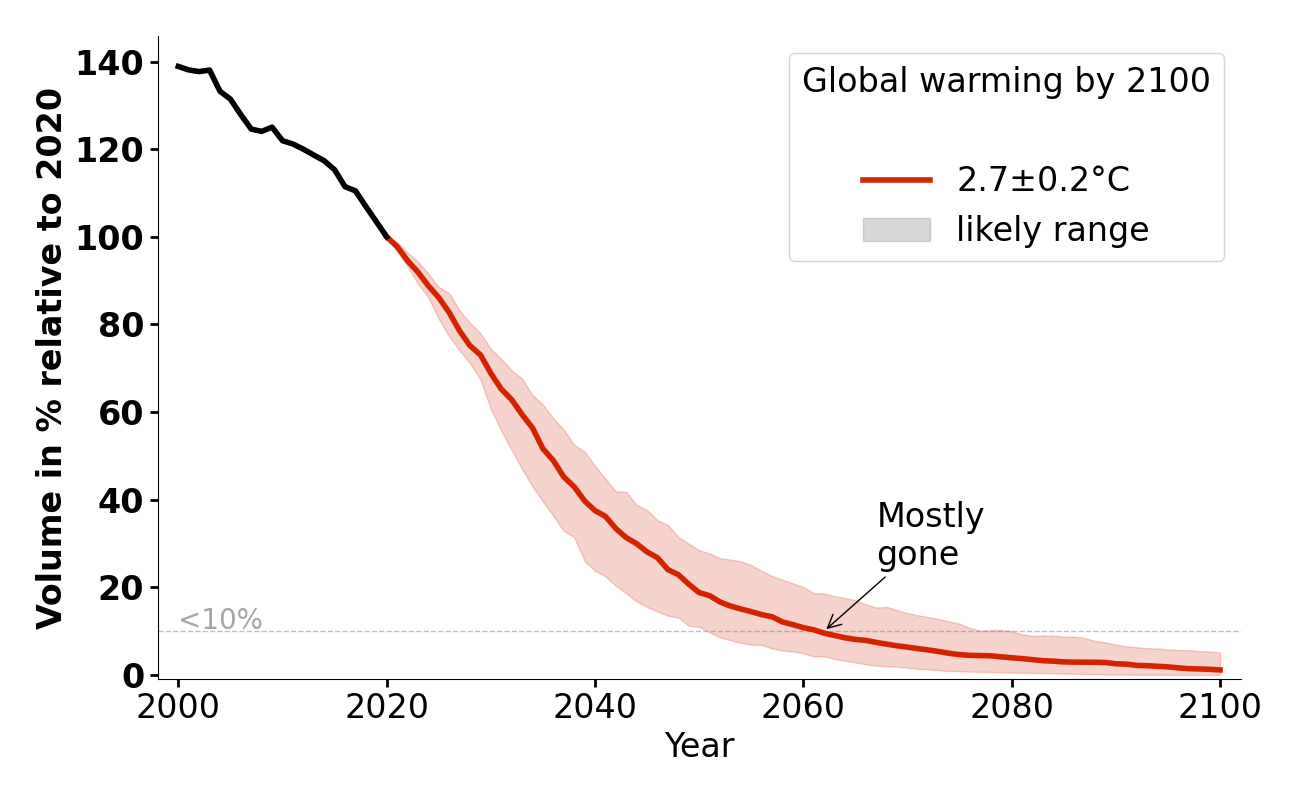 Volume in % relative to 2020
140
120
100
80
60
40
20
0
<10%
Global warming by 2100
2.7±0.2°C
likely range
Mostly
gone
2000 2020 2040 2060 2080 2100
Year